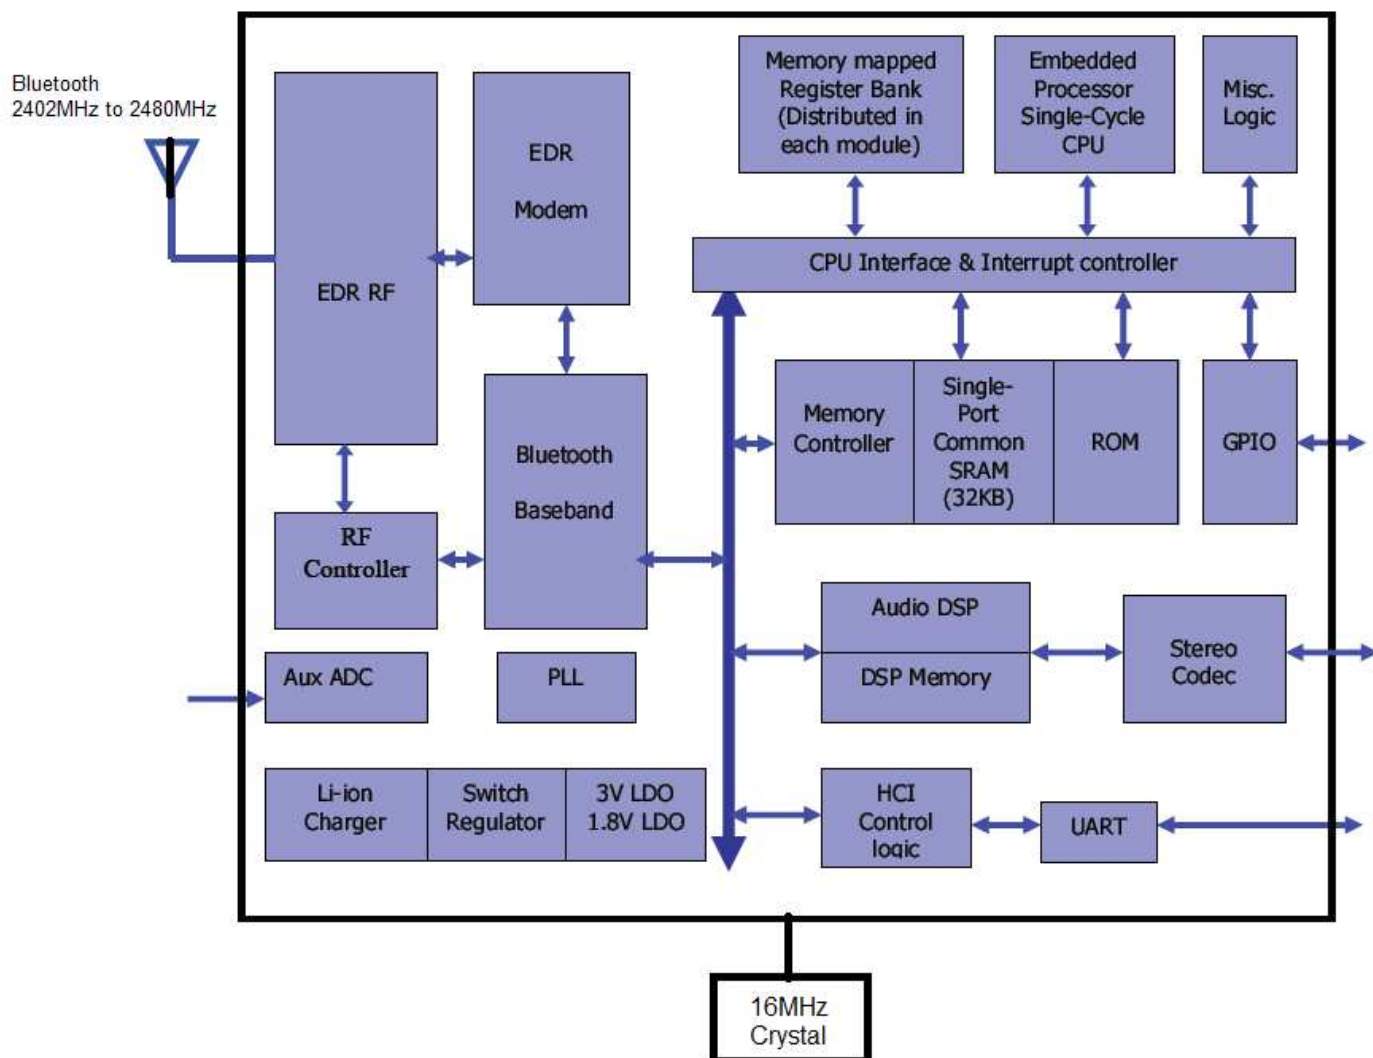 Bluetooth
2402MHz to 2480MHz
EDR RF
EDR
Modem
Memory mapped
Register Bank
(Distributed in
each module)
Embedded
Processor
Single-Cycle
CPU
Misc.
Logic
CPU Interface & Interrupt controller
Bluetooth
Baseband
RF
Controller
Memory
Controller
Single-
Port
Common
SRAM
(32KB)
ROM
GPIO
Aux ADC
PLL
Audio DSP
DSP Memory
Stereo
Codec
Li-ion
Charger
Switch
Regulator
3V LDO
1.8V LDO
HCI
Control
logic
UART
16MHz
Crystal